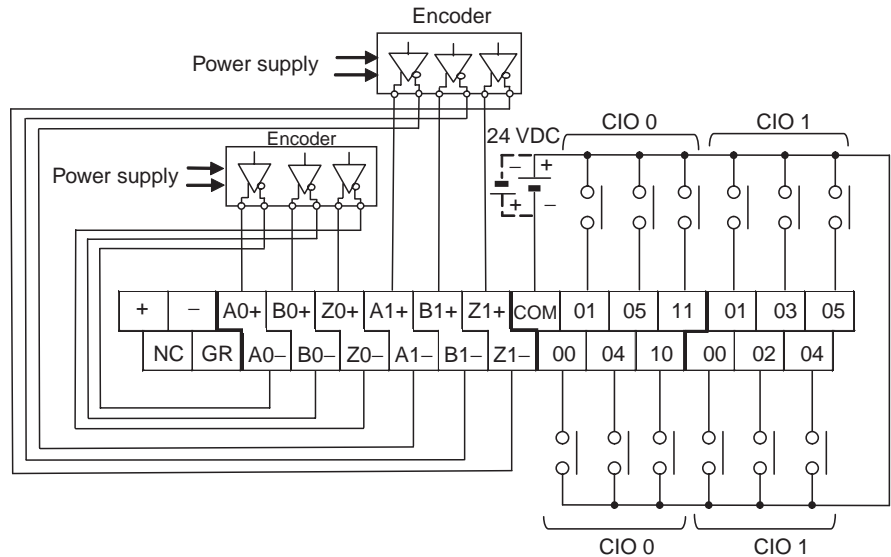 Encoder
Power supply
24 VDC
CIO 0
CIO 1
Encoder
– +
Power supply
+ –
+ – A0+ B0+ Z0+ A1+ B1+ Z1+ COM 01 05 11 01 03 05
NC GR A0– B0– Z0– A1– B1– Z1– 00 04 10 00 02 04
CIO 0
CIO 1